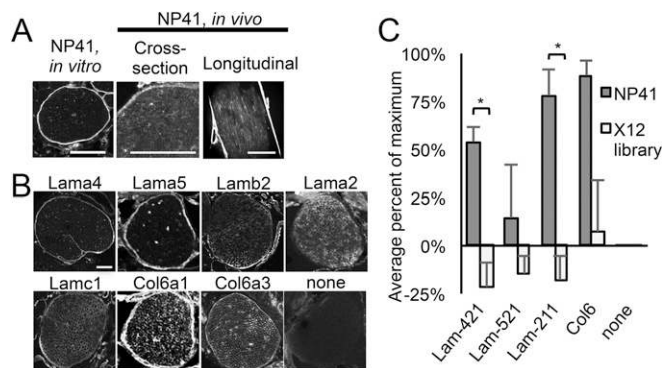 A
NP41, in vivo
NP41, in vitro
Cross-section
Longitudinal
B
Lama4
Lama5
Lamb2
Lama2
Lamc1
Col6a1
Col6a3
none
C
Average percent of maximum
100%
75%
50%
25%
0%
-25%
*
*
NP41
X12 library
Lam-421
Lam-521
Lam-211
Col6
none